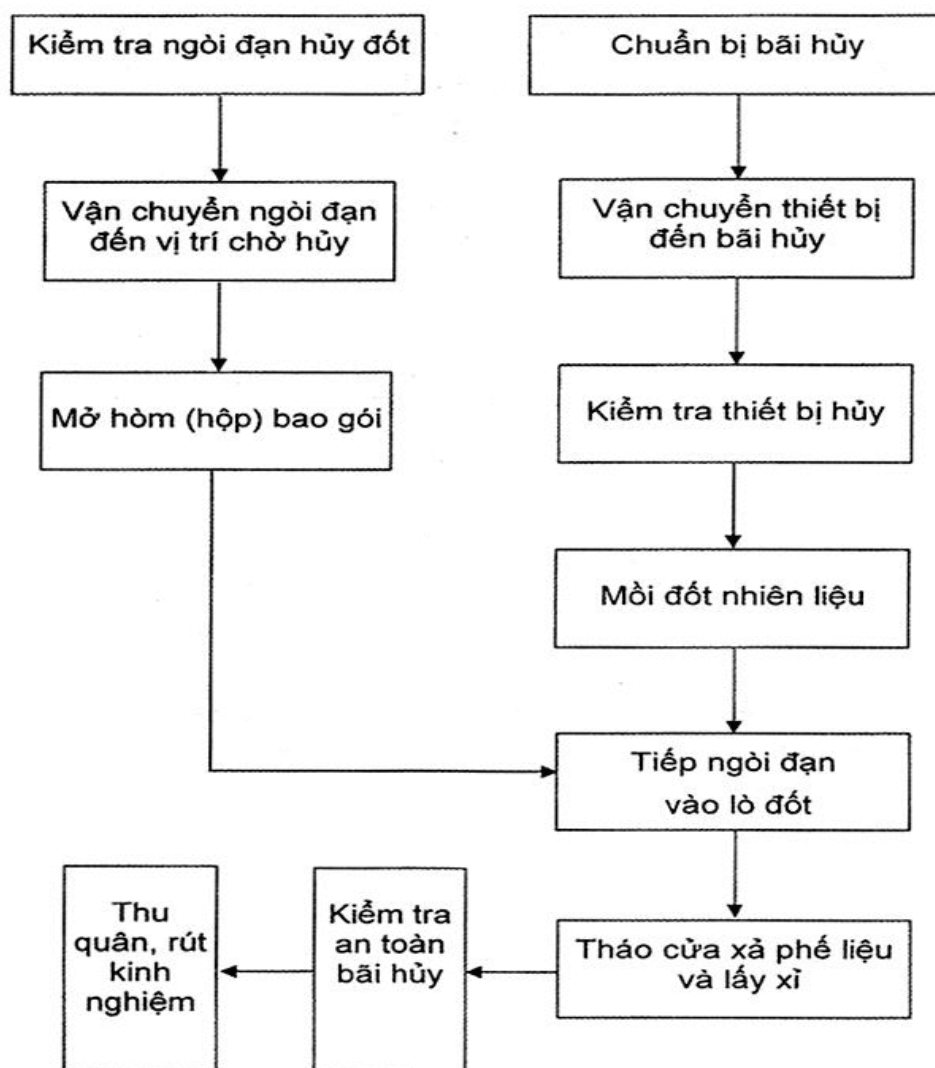 Kiểm tra ngòi đạn hủy đốt
Vận chuyển ngòi đạn
đến vị trí chờ hủy
Mở hòm (hộp) bao gói
Chuẩn bị bãi hủy
Vận chuyển thiết bị
đến bãi hủy
Kiểm tra thiết bị hủy
Mồi đốt nhiên liệu
Tiếp ngòi đạn
vào lò đốt
Tháo cửa xả phế liệu
và lấy xỉ
Kiểm tra
an toàn
bãi hủy
Thu
quân, rút
kinh
nghiệm